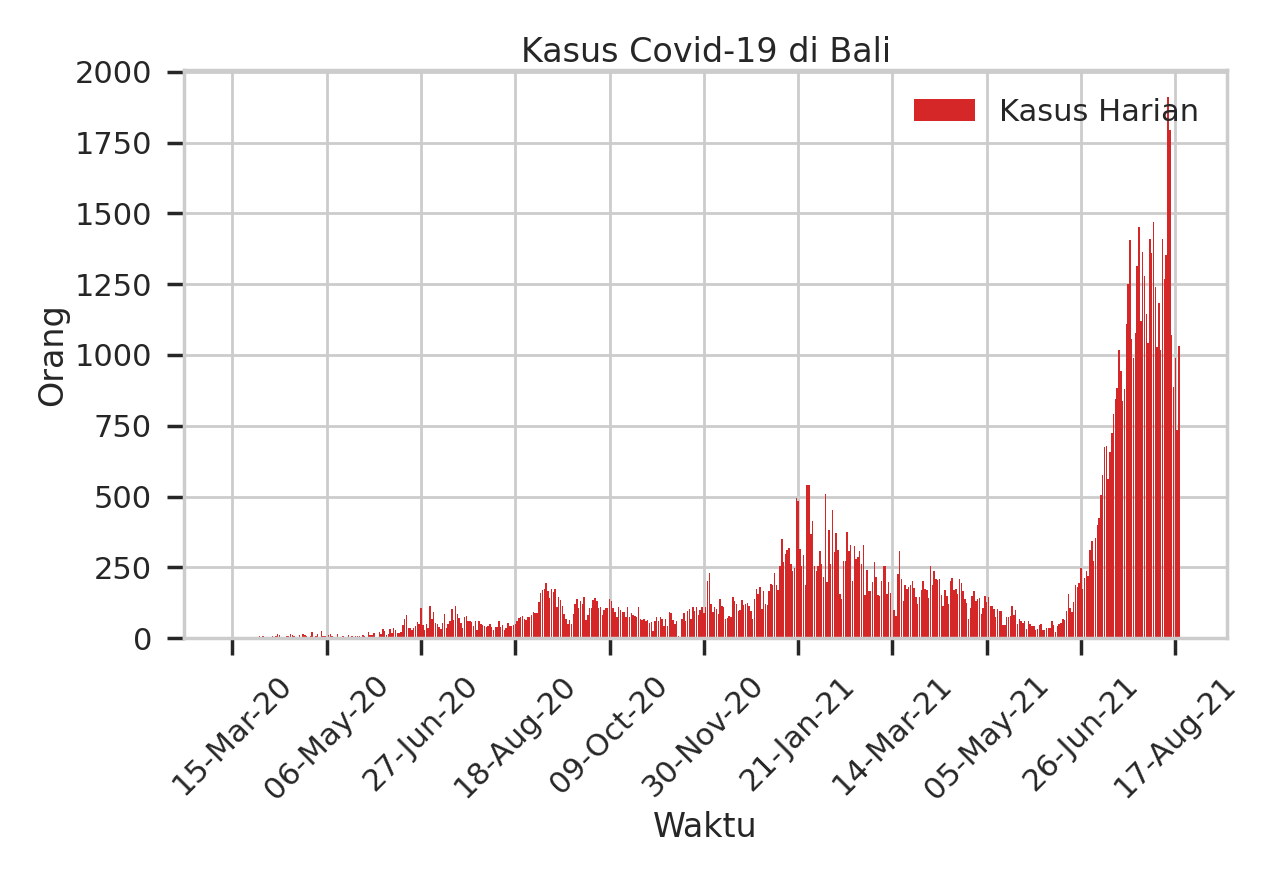 Kasus Covid-19 di Bali
Kasus Harian
2000
1750
1500
1250
1000
750
500
250
0
Orang
15-Mar-20
06-May-20
27-Jun-20
18-Aug-20
09-Oct-20
30-Nov-20
21-Jan-21
14-Mar-21
05-May-21
26-Jun-21
17-Aug-21
Waktu